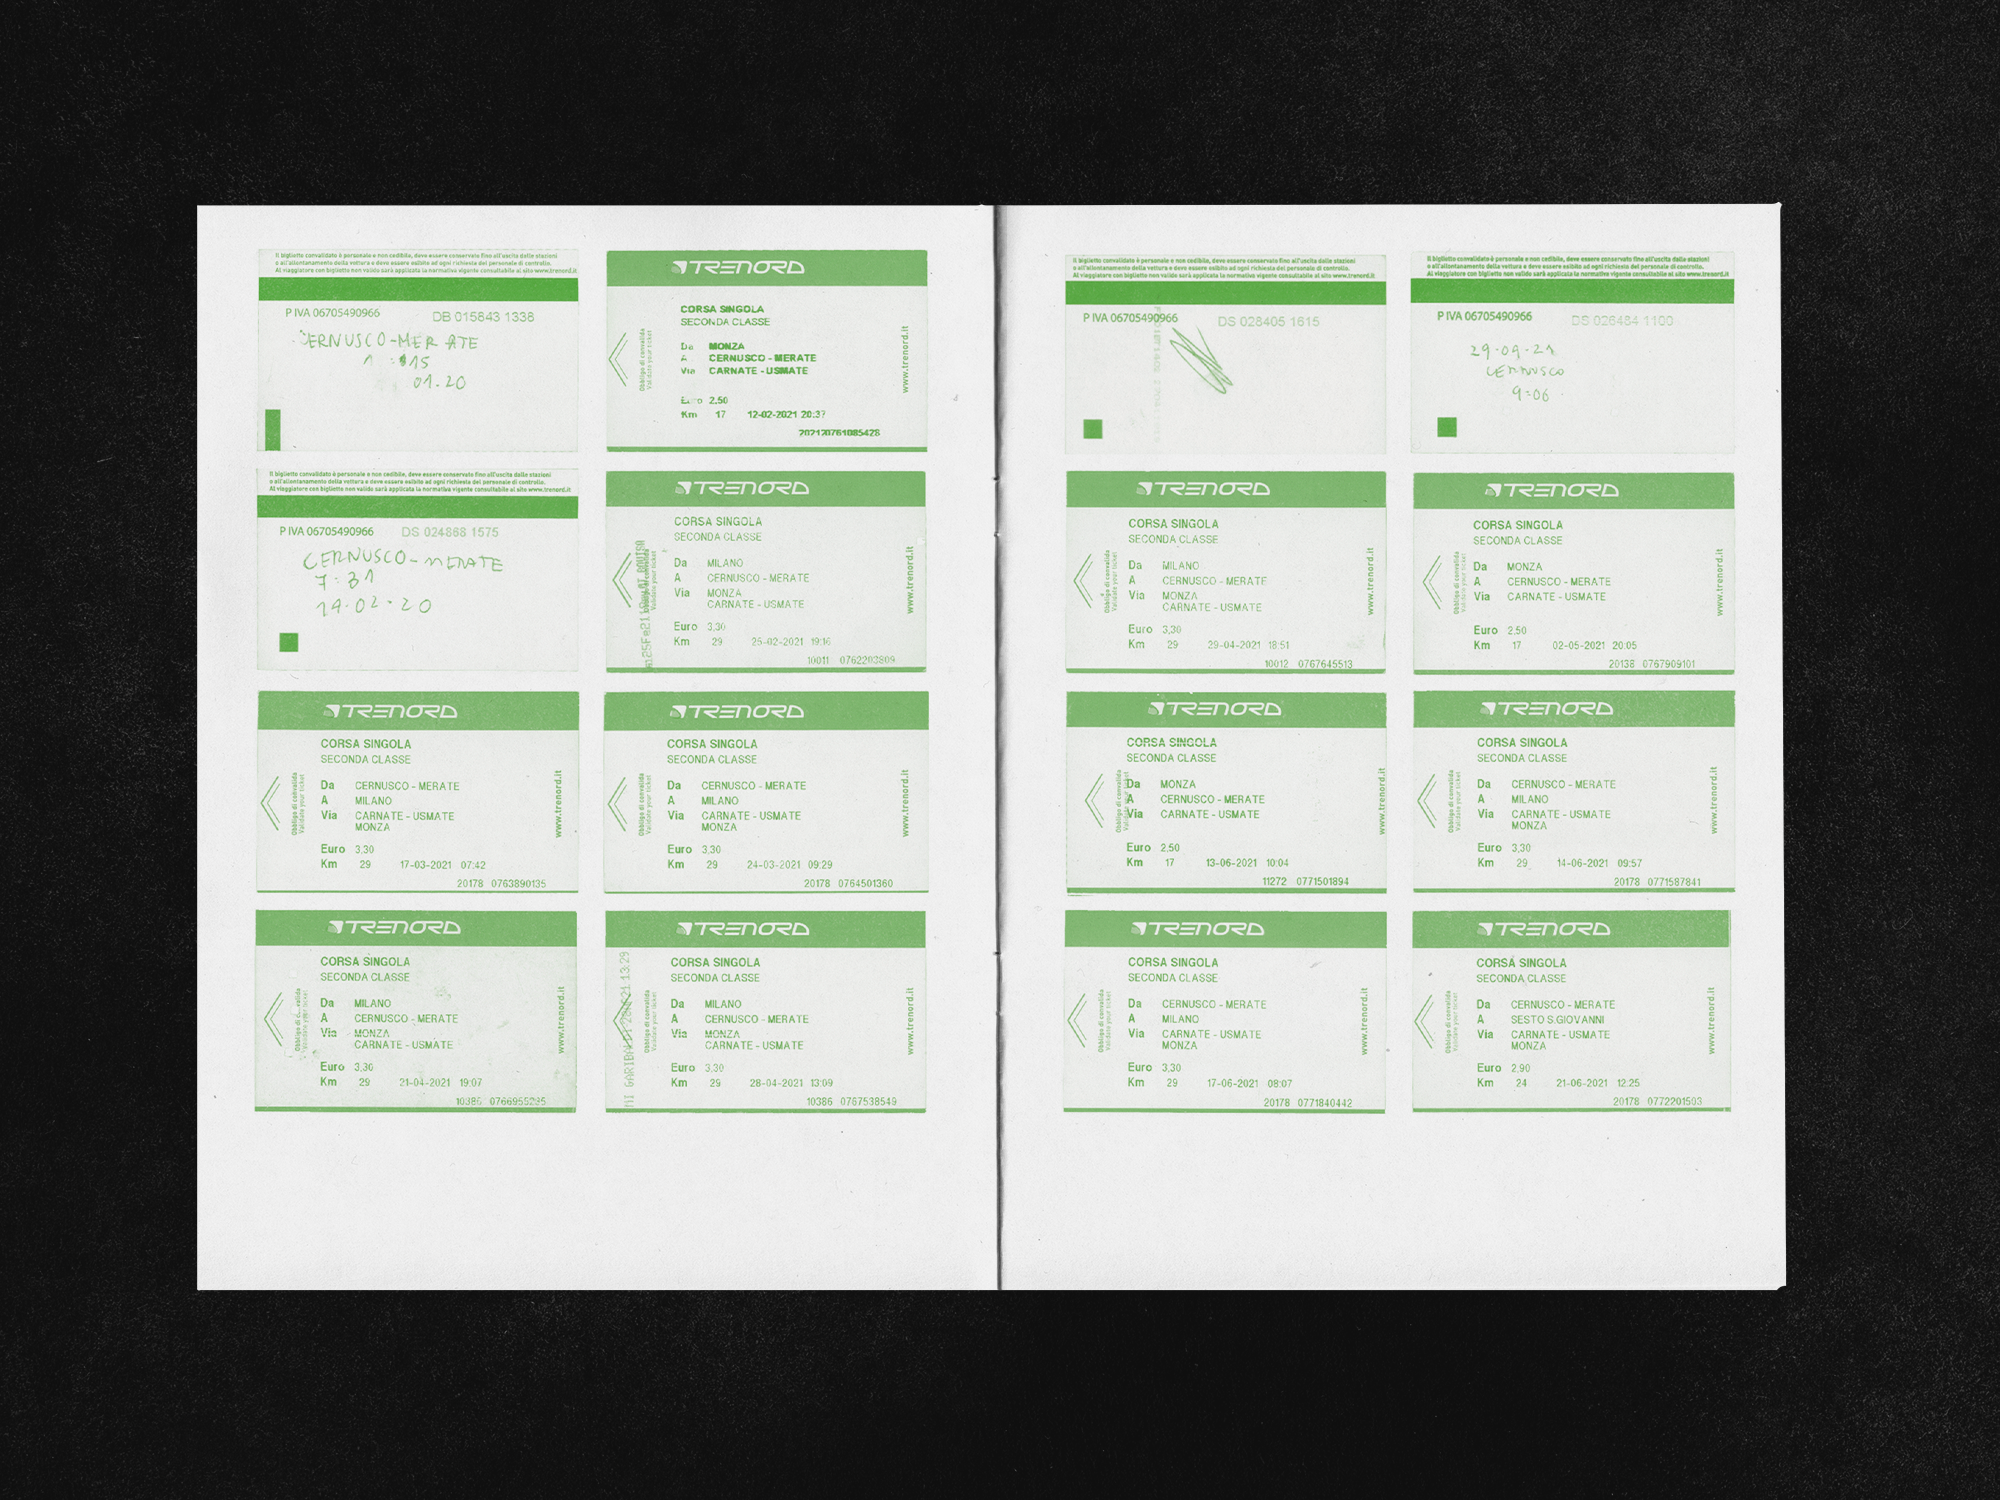 Il biglietto convalidato è personale e non cedibile, deve essere conservato fino all'uscita dalle stazioni
o all'allontanamento della vettura e deve essere esibito ad ogni richiesta del personale di controllo.
Al viaggiatore con biglietto non valido sarà applicata la normativa vigente consultabile al sito www.trenord.it
P IVA 06705490966 DB 015843 1338
CERNUSCO-MERATE
01.20
TRENORD
CORSA SINGOLA
SECONDA CLASSE
Da MONZA
A CERNUSCO - MERATE
Via CARNATE - USMATE
Euro 2,50
Km 17 12-02-2021 20:37
Obbligo di convalida
Validate your ticket
www.trenord.it
Il biglietto convalidato è personale e non cedibile, deve essere conservato fino all'uscita dalle stazioni
o all'allontanamento della vettura e deve essere esibito ad ogni richiesta del personale di controllo.
Al viaggiatore con biglietto non valido sarà applicata la normativa vigente consultabile al sito www.trenord.it
P IVA 06705490966 DS 024868 1575
CERNUSCO-MERATE
7:31
14.02.20
TRENORD
CORSA SINGOLA
SECONDA CLASSE
Da MILANO
A CERNUSCO - MERATE
Via MONZA
CARNATE - USMATE
Euro 3,30
Km 29 25-02-2021 19:16
10011 0762203809
www.trenord.it
TRENORD
CORSA SINGOLA
SECONDA CLASSE
Da CERNUSCO - MERATE
A MILANO
Via CARNATE - USMATE
MONZA
Euro 3,30
Km 29 17-03-2021 07:42
20178 0763890135
Obbligo di convalida
Validate your ticket
www.trenord.it
TRENORD
CORSA SINGOLA
SECONDA CLASSE
Da CERNUSCO - MERATE
A MILANO
Via CARNATE - USMATE
MONZA
Euro 3,30
Km 29 24-03-2021 09:29
20178 0764501360
Obbligo di convalida
Validate your ticket
www.trenord.it
TRENORD
CORSA SINGOLA
SECONDA CLASSE
Da MILANO
A CERNUSCO - MERATE
Via MONZA
CARNATE - USMATE
Euro 3,30
Km 29 21-04-2021 19:07
10386
www.trenord.it
TRENORD
CORSA SINGOLA
SECONDA CLASSE
Da MILANO
A CERNUSCO - MERATE
Via MONZA
CARNATE - USMATE
Euro 3,30
Km 29 28-04-2021 13:09
10386 0767538549
Obbligo di convalida
Validate your ticket
www.trenord.it
Il biglietto convalidato è personale e non cedibile, deve essere conservato fino all'uscita dalle stazioni
o all'allontanamento della vettura e deve essere esibito ad ogni richiesta del personale di controllo.
Al viaggiatore con biglietto non valido sarà applicata la normativa vigente consultabile al sito www.trenord.it
P IVA 06705490966 DS 028405 1615
Il biglietto convalidato è personale e non cedibile, deve essere conservato fino all'uscita dalle stazioni
o all'allontanamento della vettura e deve essere esibito ad ogni richiesta del personale di controllo.
Al viaggiatore con biglietto non valido sarà applicata la normativa vigente consultabile al sito www.trenord.it
P IVA 06705490966 DS 026484 1100
29.09.21
CERNUSCO
9:06
TRENORD
CORSA SINGOLA
SECONDA CLASSE
Da MILANO
A CERNUSCO - MERATE
Via MONZA
CARNATE - USMATE
Euro 3,30
Km 29 29-04-2021 18:51
10012 0767645513
Obbligo di convalida
Validate your ticket
www.trenord.it
TRENORD
CORSA SINGOLA
SECONDA CLASSE
Da MONZA
A CERNUSCO - MERATE
Via CARNATE - USMATE
Euro 2,50
Km 17 02-05-2021 20:05
20138 0767909101
Obbligo di convalida
Validate your ticket
www.trenord.it
TRENORD
CORSA SINGOLA
SECONDA CLASSE
Da MONZA
A CERNUSCO - MERATE
Via CARNATE - USMATE
Euro 2,50
Km 17 13-06-2021 10:04
11272 0771501894
Obbligo di convalida
Validate your ticket
www.trenord.it
TRENORD
CORSA SINGOLA
SECONDA CLASSE
Da CERNUSCO - MERATE
A MILANO
Via CARNATE - USMATE
MONZA
Euro 3,30
Km 29 14-06-2021 09:57
20178 0771587841
Obbligo di convalida
Validate your ticket
www.trenord.it
TRENORD
CORSA SINGOLA
SECONDA CLASSE
Da CERNUSCO - MERATE
A MILANO
Via CARNATE - USMATE
MONZA
Euro 3,30
Km 29 17-06-2021 08:07
20178 0771840442
Obbligo di convalida
Validate your ticket
www.trenord.it
TRENORD
CORSA SINGOLA
SECONDA CLASSE
Da CERNUSCO - MERATE
A SESTO S.GIOVANNI
Via CARNATE - USMATE
MONZA
Euro 2,90
Km 24 21-06-2021 12:25
20178 0772201503
Obbligo di convalida
Validate your ticket
www.trenord.it